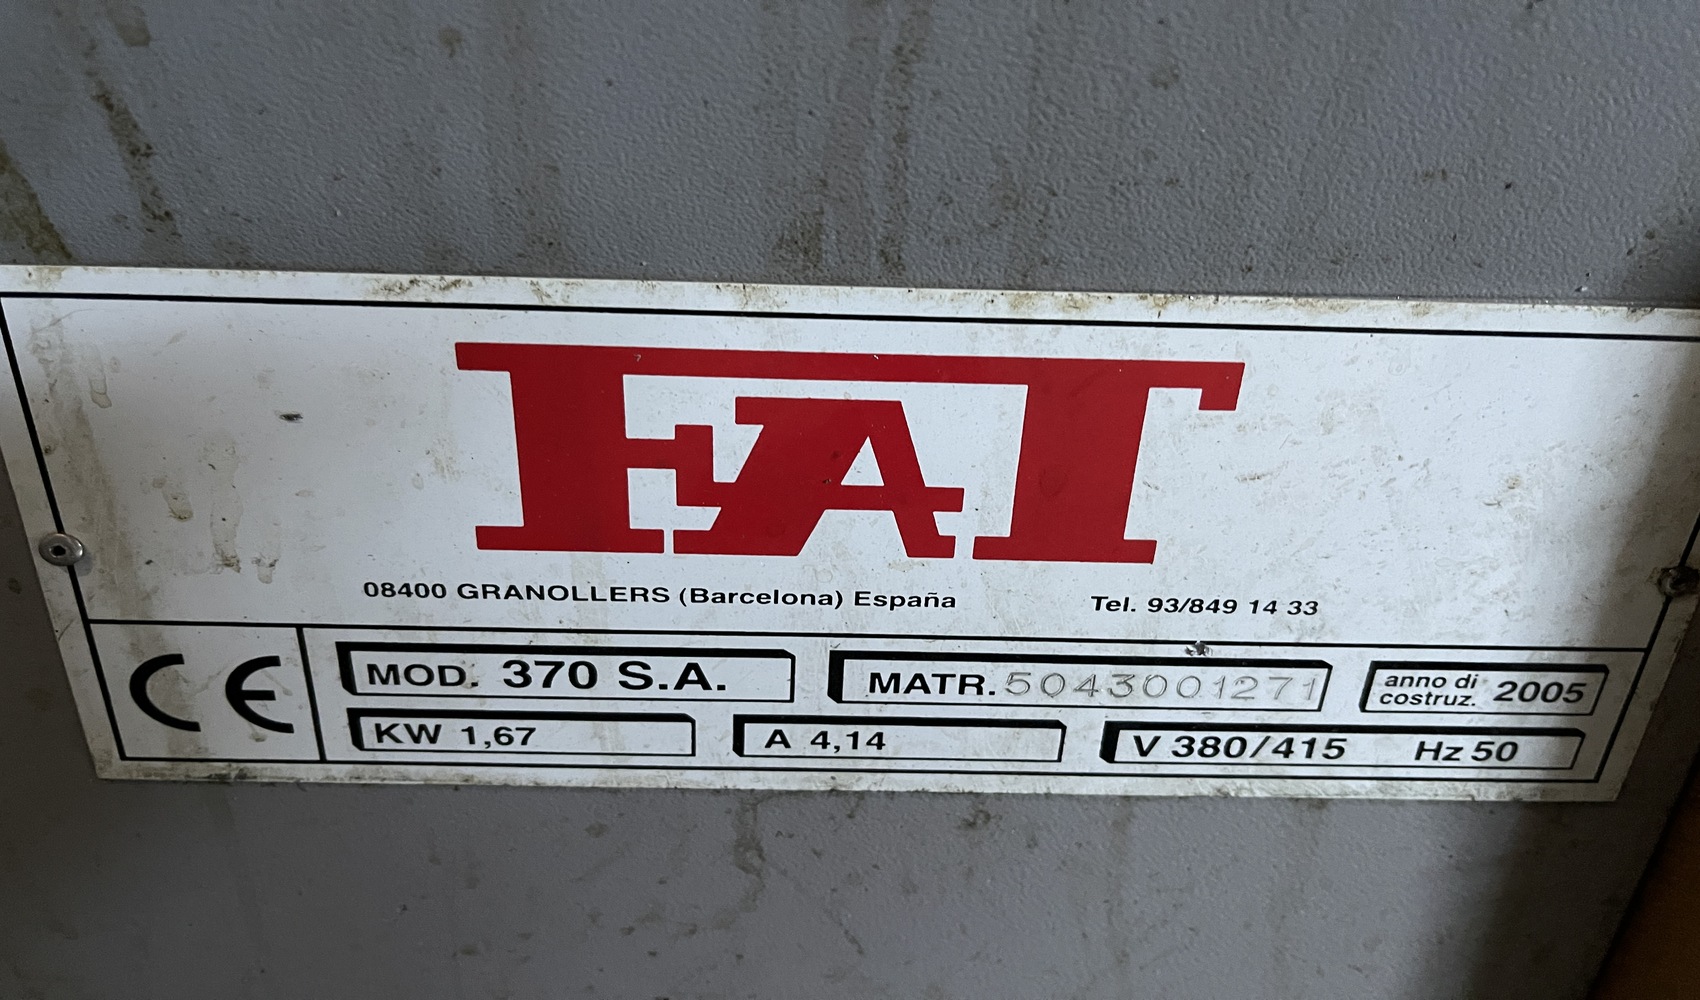 FAT
08400 GRANOLLERS (Barcelona) España Tel. 93/849 14 33
CE MOD. 370 S.A. MATR. 5043001271 anno di costruz. 2005
KW 1,67 A 4,14 V 380/415 Hz 50